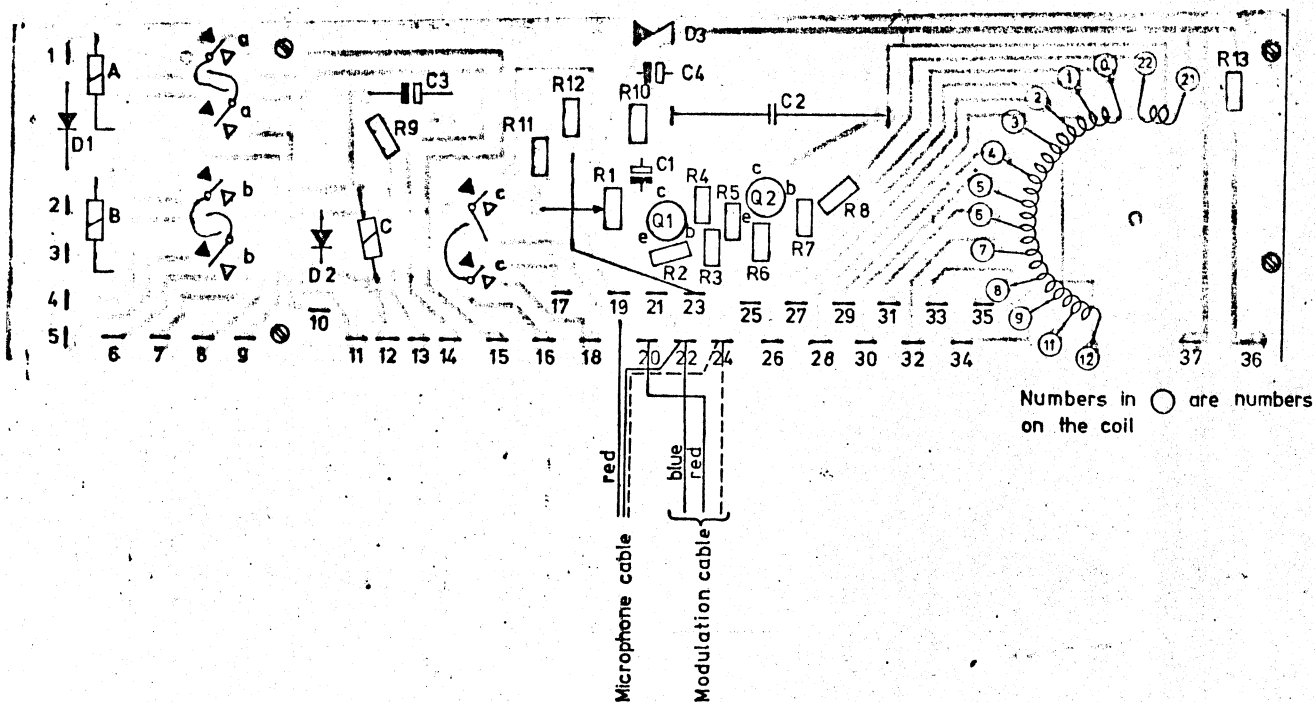 D3
1 A a C3 C4 R13
a R12 R10 C2 0 22 21
1
2
D1 R9 R11 3
C1 4
2 B b C c R1 c R4 R5 c Q2 b R8 5
Q1 e 6 C
3 b D2 c e b R2 R3 R6 R7 7
4 10 17 19 21 23 25 27 29 31 33 35 8
9
5 6 7 8 9 11 12 13 14 15 16 18 20 22 24 26 28 30 32 34 11 12 37 36
Numbers in ◯ are numbers
on the coil
red
blue
red
Microphone cable
Modulation cable